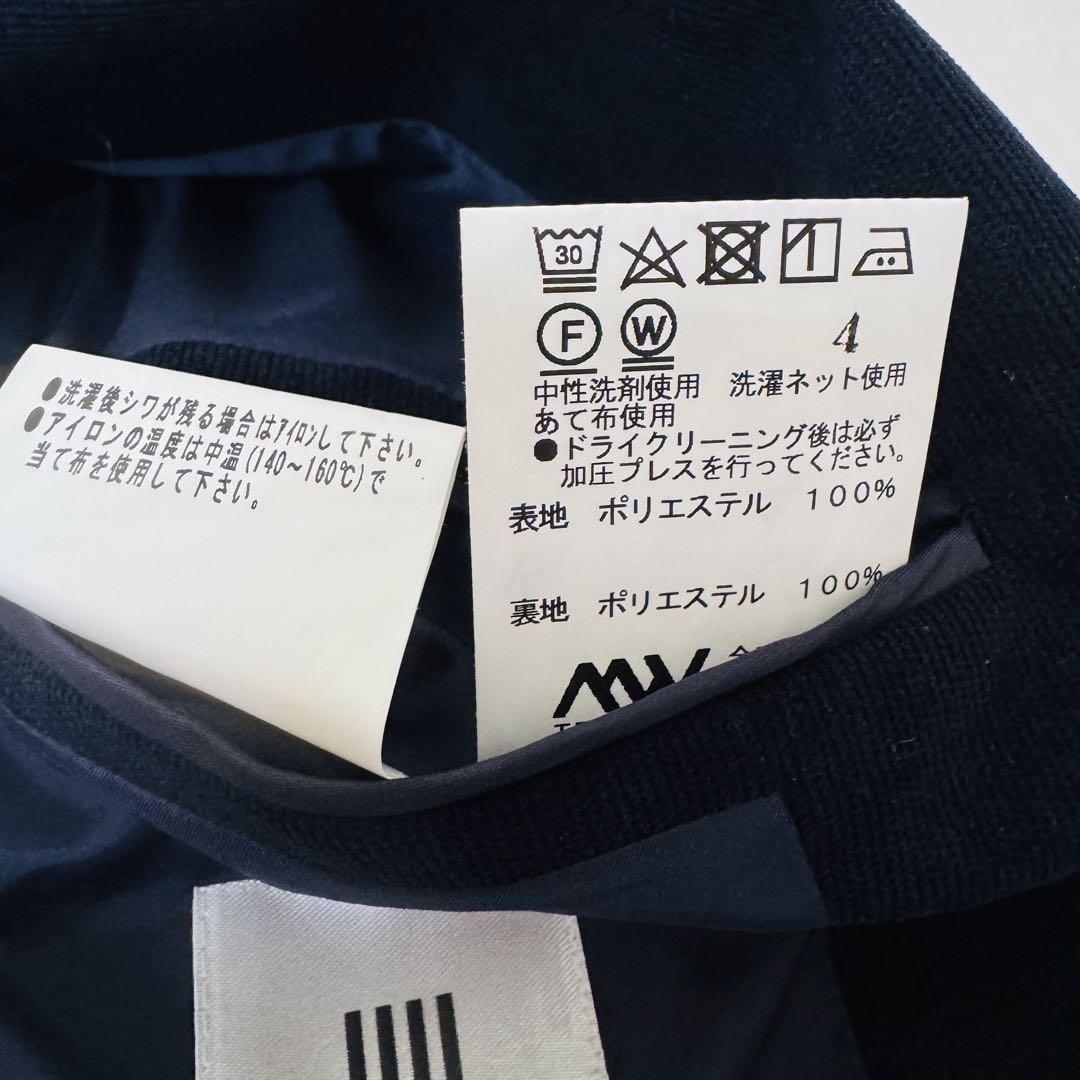 ●洗濯後シワが残る場合はｱｲﾛﾝして下さい。
●アイロンの温度は中温(140～160℃)で
当て布を使用して下さい。
30
F W
4
中性洗剤使用　洗濯ネット使用
あて布使用
●ドライクリーニング後は必ず
加圧プレスを行ってください。
表地　ポリエステル　１００％
裏地　ポリエステル　１００％